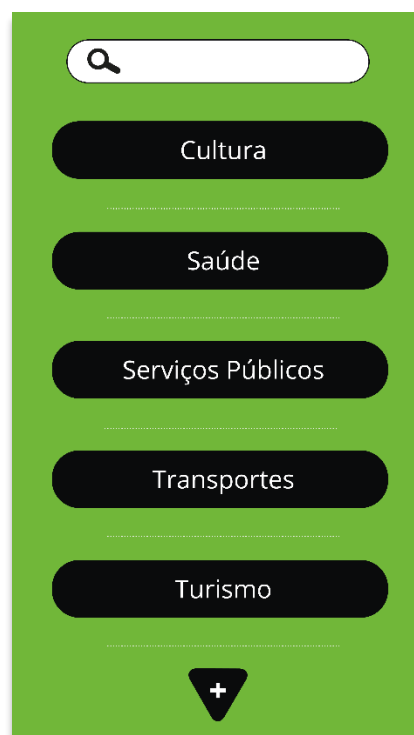 Cultura
Saúde
Serviços Públicos
Transportes
Turismo
+